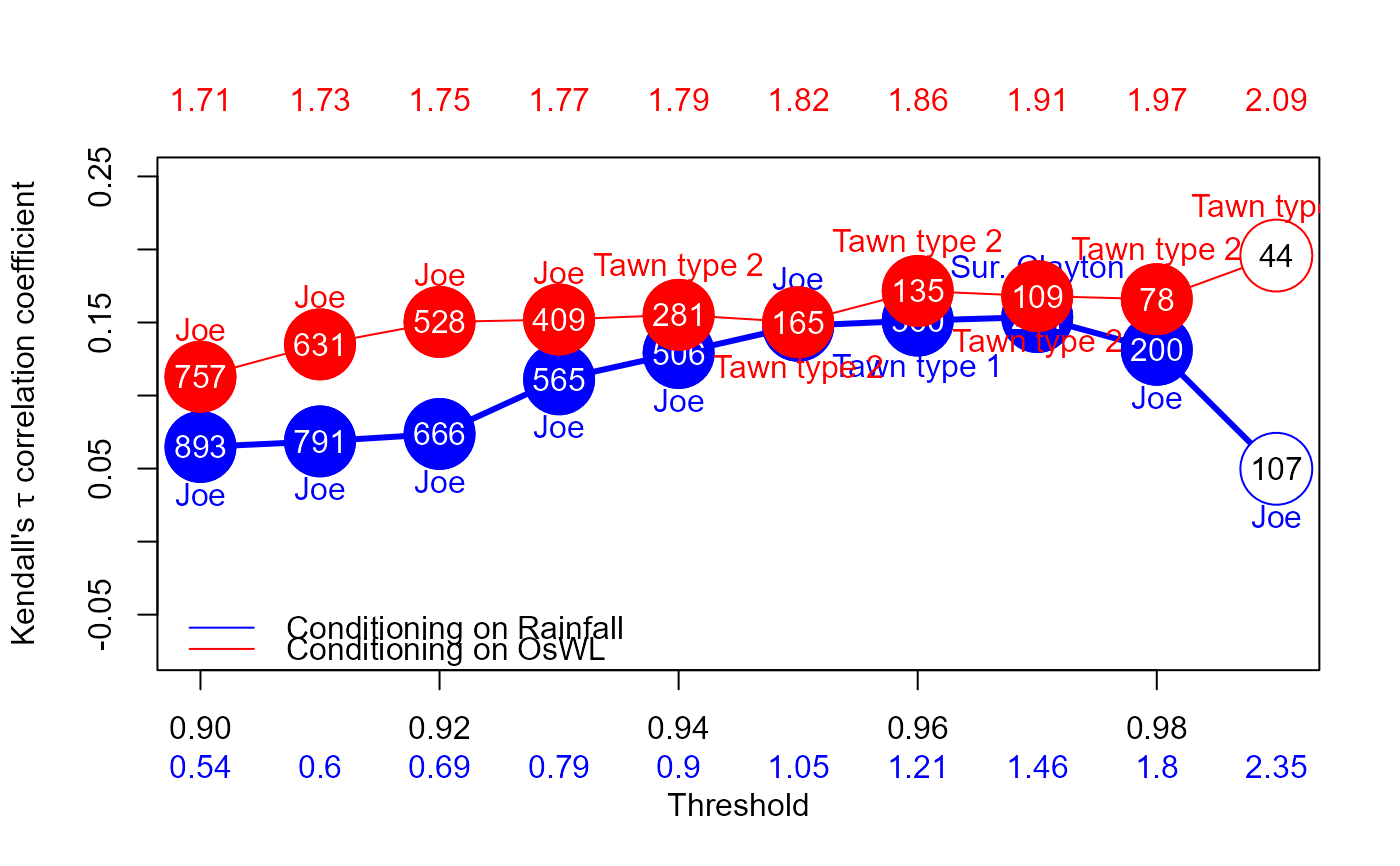 1.71 1.73 1.75 1.77 1.79 1.82 1.86 1.91 1.97 2.09
Kendall's τ correlation coefficient
0.25
0.15
0.05
-0.05
Joe Joe Joe Joe Tawn type 2 Tawn type 2 Tawn type 2 Tawn type 2 Tawn type 2 Tawn typ
757 631 528 409 281 165 135 109 78 44
893 791 666 565 506 200 107
Joe Joe Joe Joe Joe Joe Tawn type 1 Sur. Clayton Joe Joe
Conditioning on Rainfall
Conditioning on OsWL
0.90 0.92 0.94 0.96 0.98
0.54 0.6 0.69 0.79 0.9 1.05 1.21 1.46 1.8 2.35
Threshold